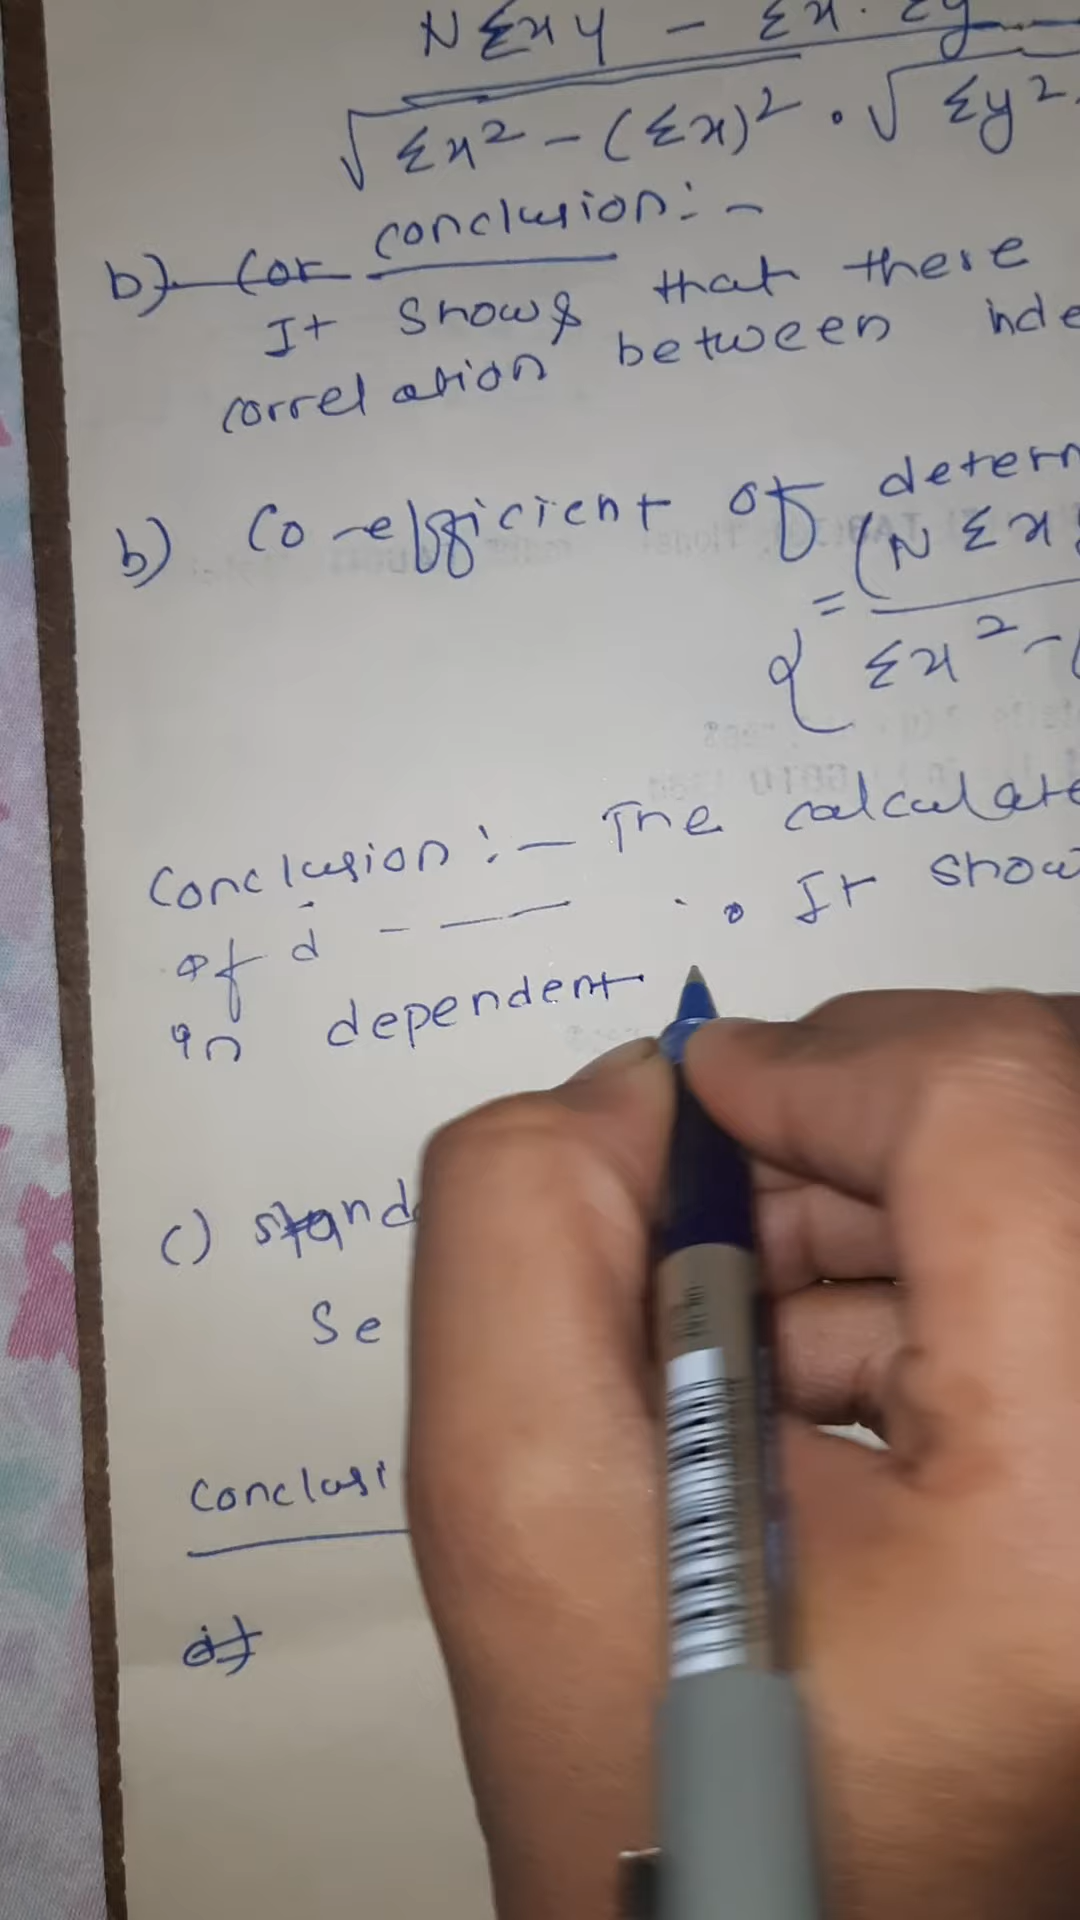 NΣxy - Σx. Σy
√Σx² - (Σx)² . √Σy²
b) Cor conclusion:-
It shows that there
correlation between inde
b) Co-efficient of determ
= (NΣx
{ Σx² - (
Conclusion :- The calculate
of d - - - . It show
in dependent
c) stand
Se
Conclusi
d)